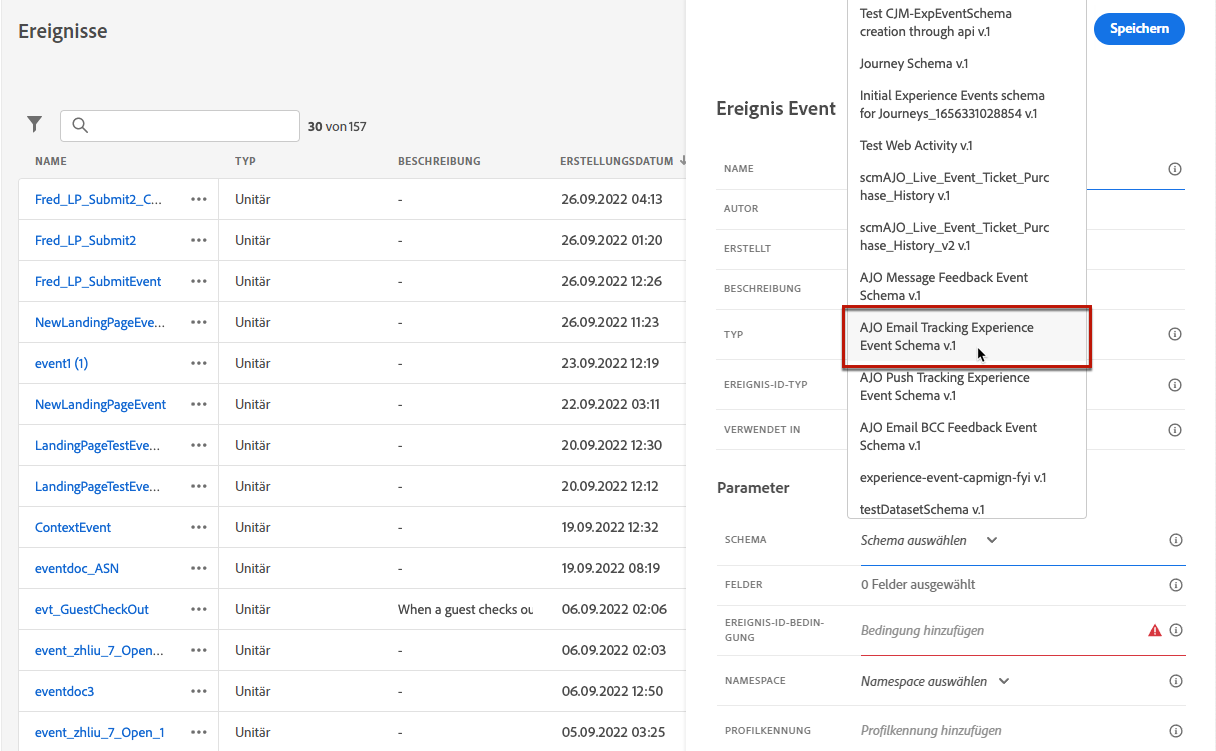 Ereignisse
30 von 157
NAME TYP BESCHREIBUNG ERSTELLUNGSDATUM
Fred_LP_Submit2_C... Unitär - 26.09.2022 04:13
Fred_LP_Submit2 Unitär - 26.09.2022 01:20
Fred_LP_SubmitEvent Unitär - 26.09.2022 12:26
NewLandingPageEve... Unitär - 26.09.2022 11:23
event1 (1) Unitär - 23.09.2022 12:19
NewLandingPageEvent Unitär - 22.09.2022 03:11
LandingPageTestEve... Unitär - 20.09.2022 12:30
LandingPageTestEve... Unitär - 20.09.2022 12:12
ContextEvent Unitär - 19.09.2022 12:32
eventdoc_ASN Unitär - 19.09.2022 08:19
evt_GuestCheckOut Unitär When a guest checks ou 06.09.2022 02:06
event_zhliu_7_Open... Unitär - 06.09.2022 02:03
eventdoc3 Unitär - 06.09.2022 12:50
event_zhliu_7_Open_1 Unitär - 05.09.2022 03:25
Speichern
Ereignis Event
NAME
AUTOR
ERSTELLT
BESCHREIBUNG
TYP
EREIGNIS-ID-TYP
VERWENDET IN
Test CJM-ExpEventSchema
creation through api v.1
Journey Schema v.1
Initial Experience Events schema
for Journeys_1656331028854 v.1
Test Web Activity v.1
scmAJO_Live_Event_Ticket_Purc
hase_History v.1
scmAJO_Live_Event_Ticket_Purc
hase_History_v2 v.1
AJO Message Feedback Event
Schema v.1
AJO Email Tracking Experience
Event Schema v.1
AJO Push Tracking Experience
Event Schema v.1
AJO Email BCC Feedback Event
Schema v.1
experience-event-capmign-fyi v.1
testDatasetSchema v.1
Parameter
SCHEMA Schema auswählen
FELDER 0 Felder ausgewählt
EREIGNIS-ID-BEDIN-
GUNG Bedingung hinzufügen
NAMESPACE Namespace auswählen
PROFILKENNUNG Profilkennung hinzufügen